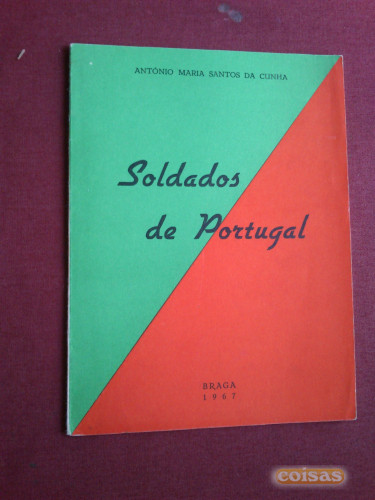 ANTÓNIO MARIA SANTOS DA CUNHA
Soldados
de Portugal
BRAGA
1967
coisas